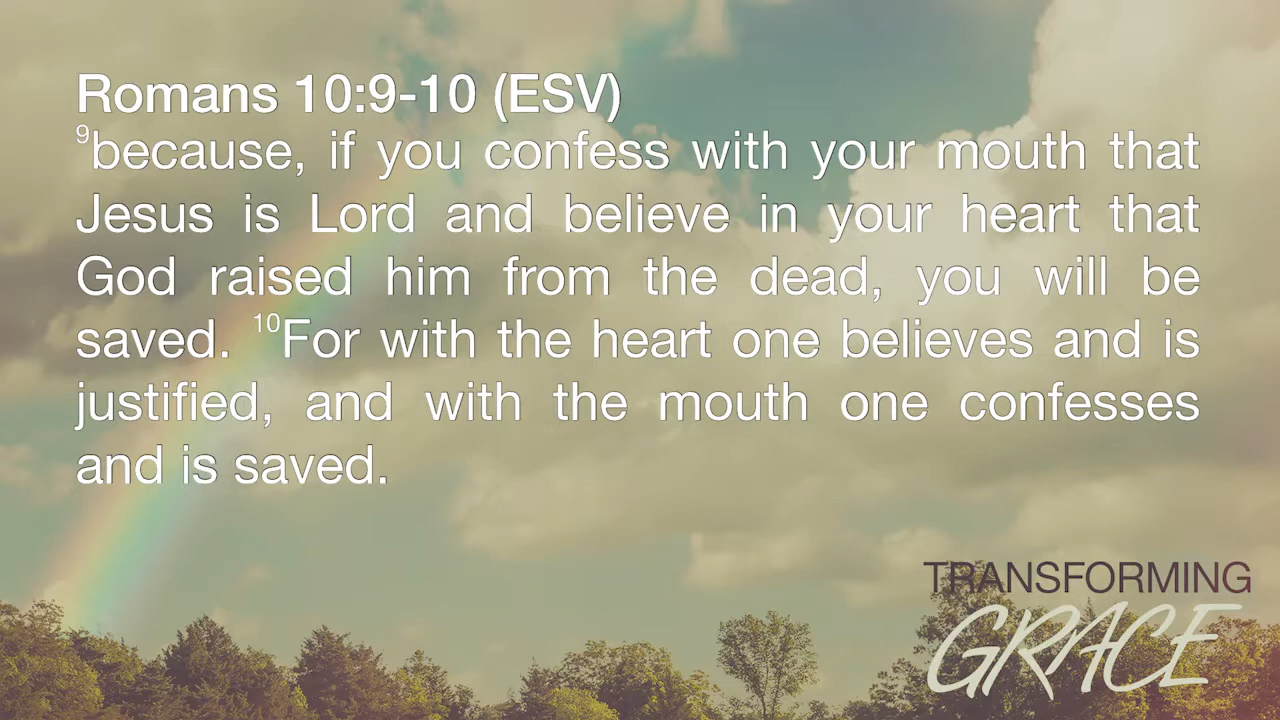 Romans 10:9-10 (ESV)
⁹because, if you confess with your mouth that
Jesus is Lord and believe in your heart that
God raised him from the dead, you will be
saved. ¹⁰For with the heart one believes and is
justified, and with the mouth one confesses
and is saved.
TRANSFORMING
GRACE